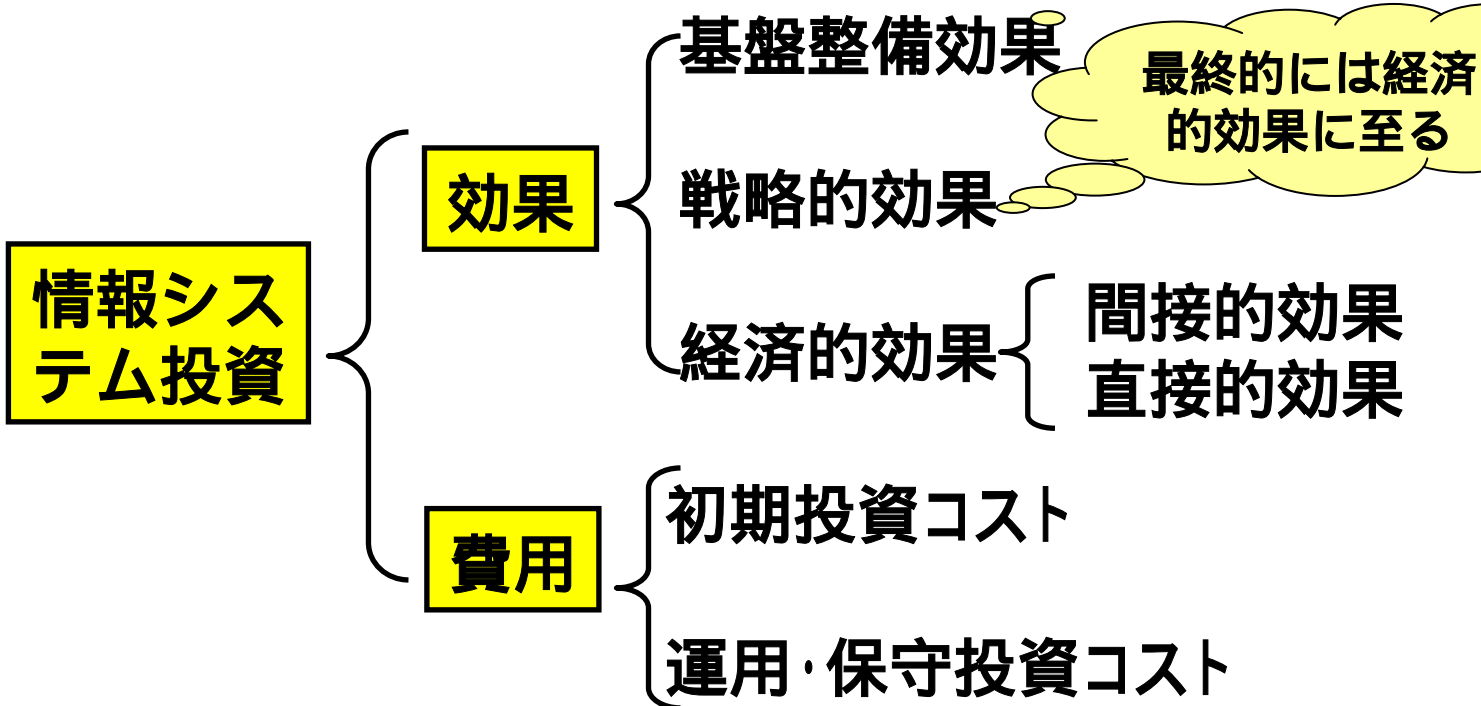 基盤整備効果
最終的には経済
的効果に至る
効果
戦略的効果
情報シス
テム投資
経済的効果
間接的効果
直接的効果
初期投資コスト
費用
運用・保守投資コスト